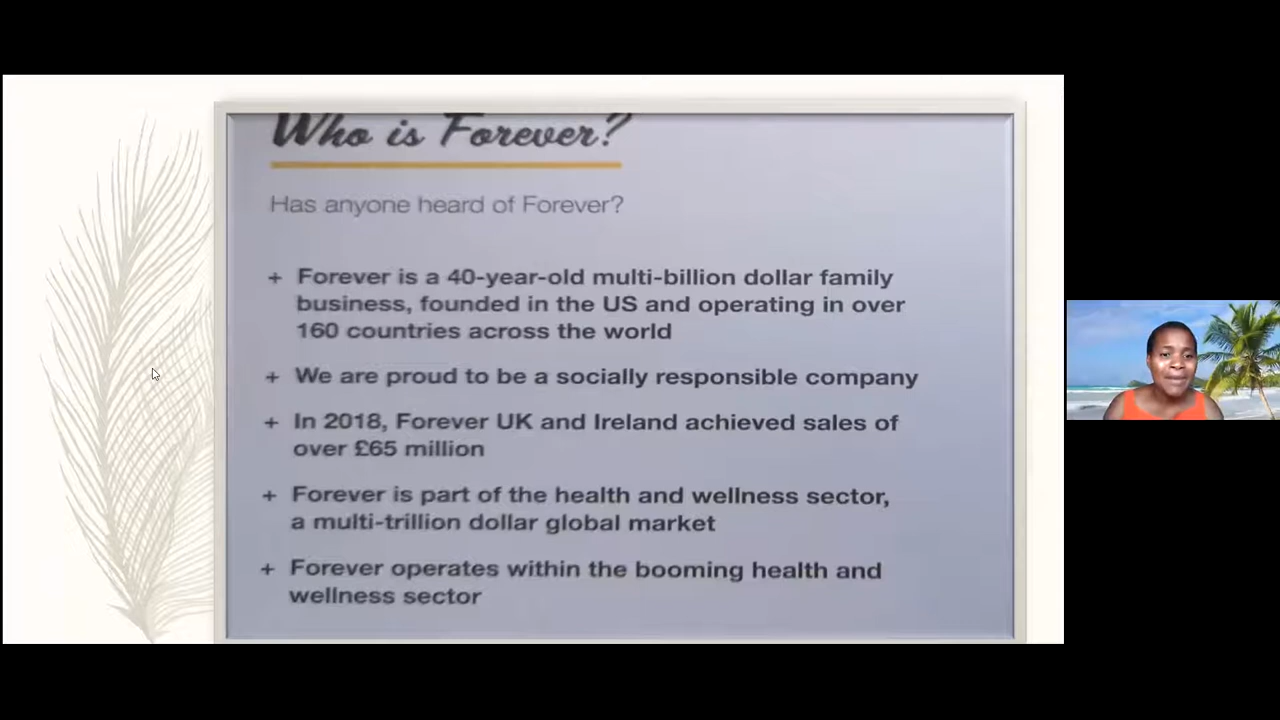 Who is Forever?
Has anyone heard of Forever?
+ Forever is a 40-year-old multi-billion dollar family
business, founded in the US and operating in over
160 countries across the world
+ We are proud to be a socially responsible company
+ In 2018, Forever UK and Ireland achieved sales of
over £65 million
+ Forever is part of the health and wellness sector,
a multi-trillion dollar global market
+ Forever operates within the booming health and
wellness sector